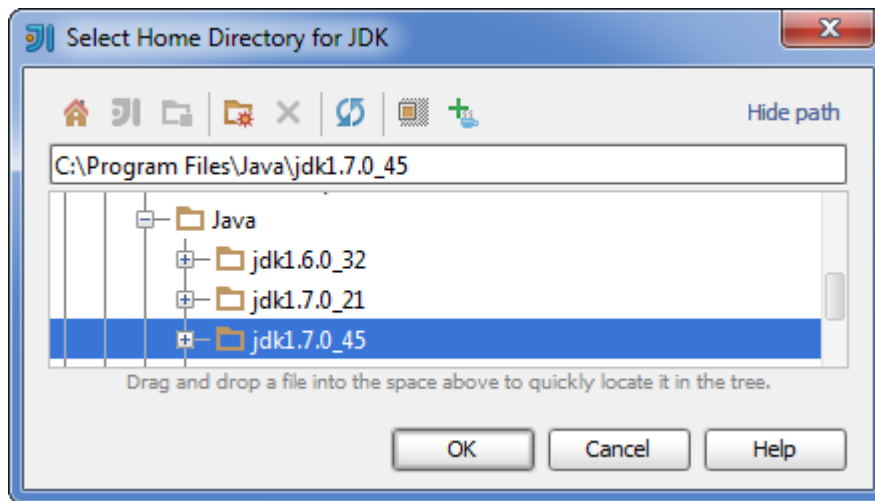 Select Home Directory for JDK
Hide path
C:\Program Files\Java\jdk1.7.0_45
Java
jdk1.6.0_32
jdk1.7.0_21
jdk1.7.0_45
Drag and drop a file into the space above to quickly locate it in the tree.
OK Cancel Help